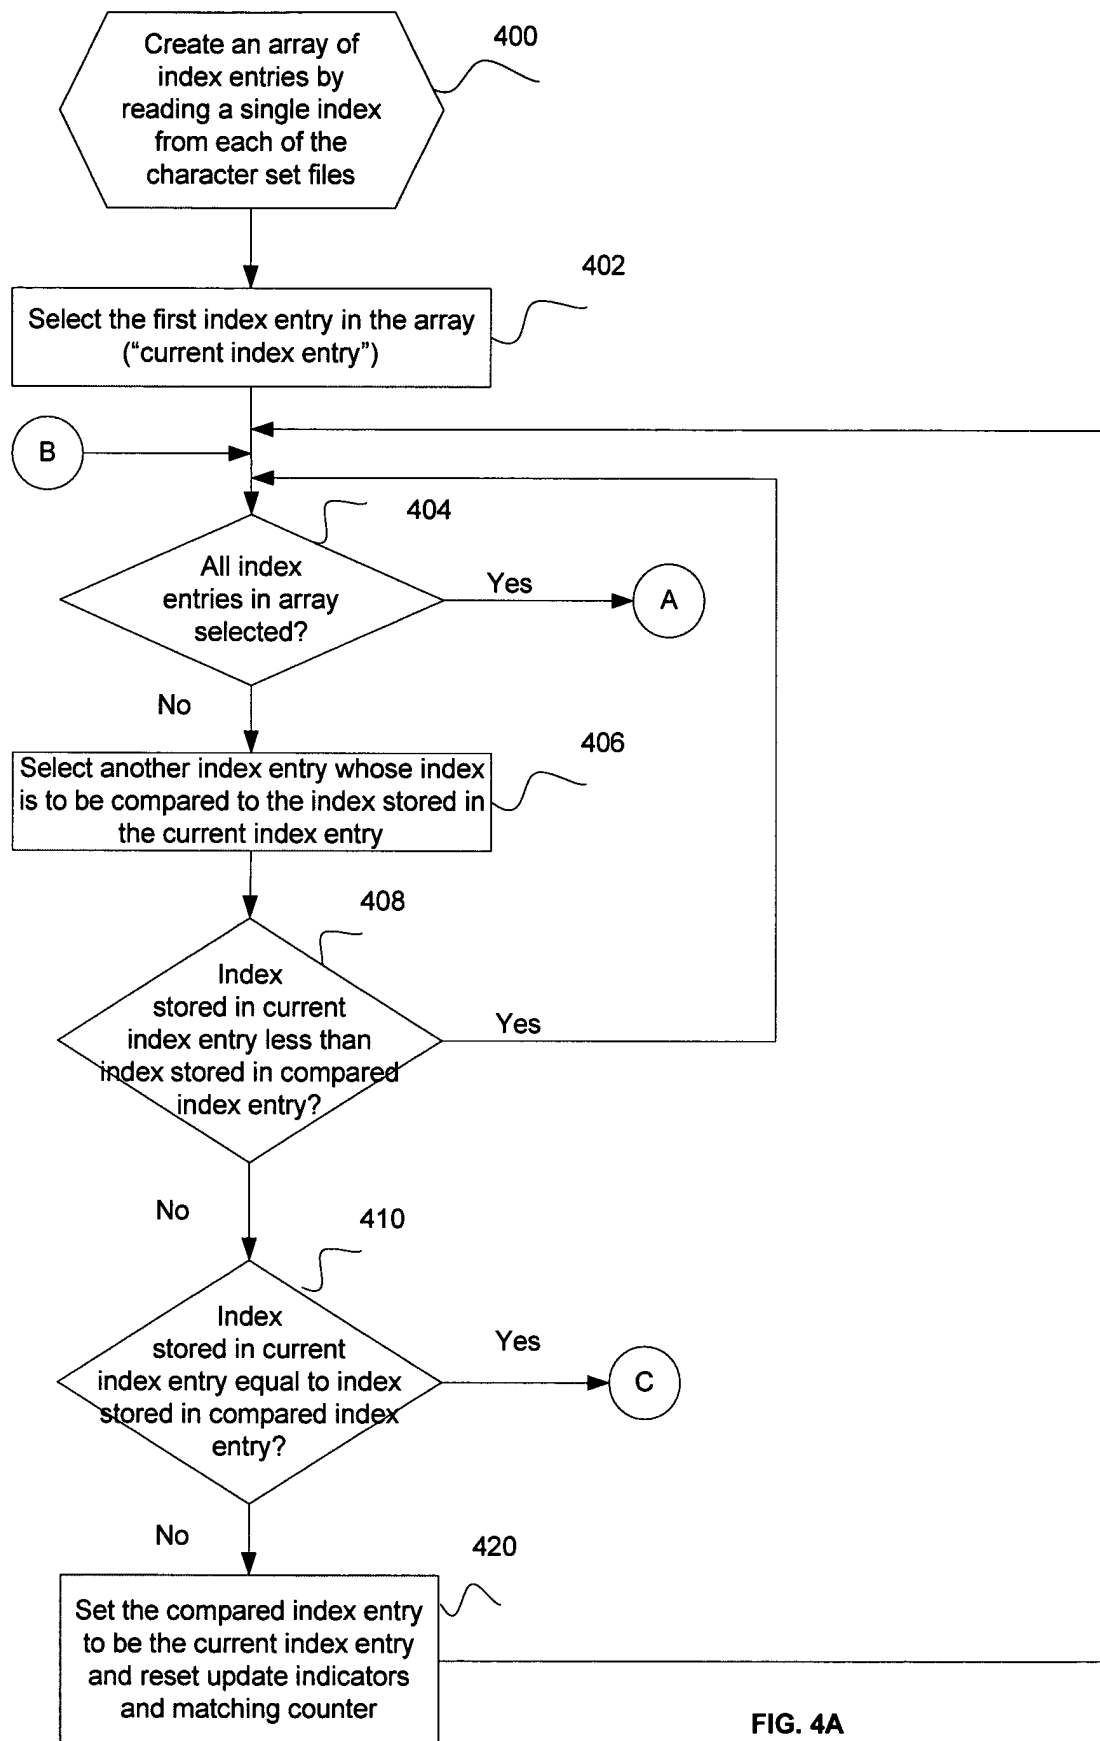 Create an array of
index entries by
reading a single index
from each of the
character set files
400
402
Select the first index entry in the array
(“current index entry”)
B
404
All index
entries in array
selected?
Yes
A
No
406
Select another index entry whose index
is to be compared to the index stored in
the current index entry
408
Index
stored in current
index entry less than
index stored in compared
index entry?
Yes
No
410
Index
stored in current
index entry equal to index
stored in compared index
entry?
Yes
C
No
420
Set the compared index entry
to be the current index entry
and reset update indicators
and matching counter
FIG. 4A